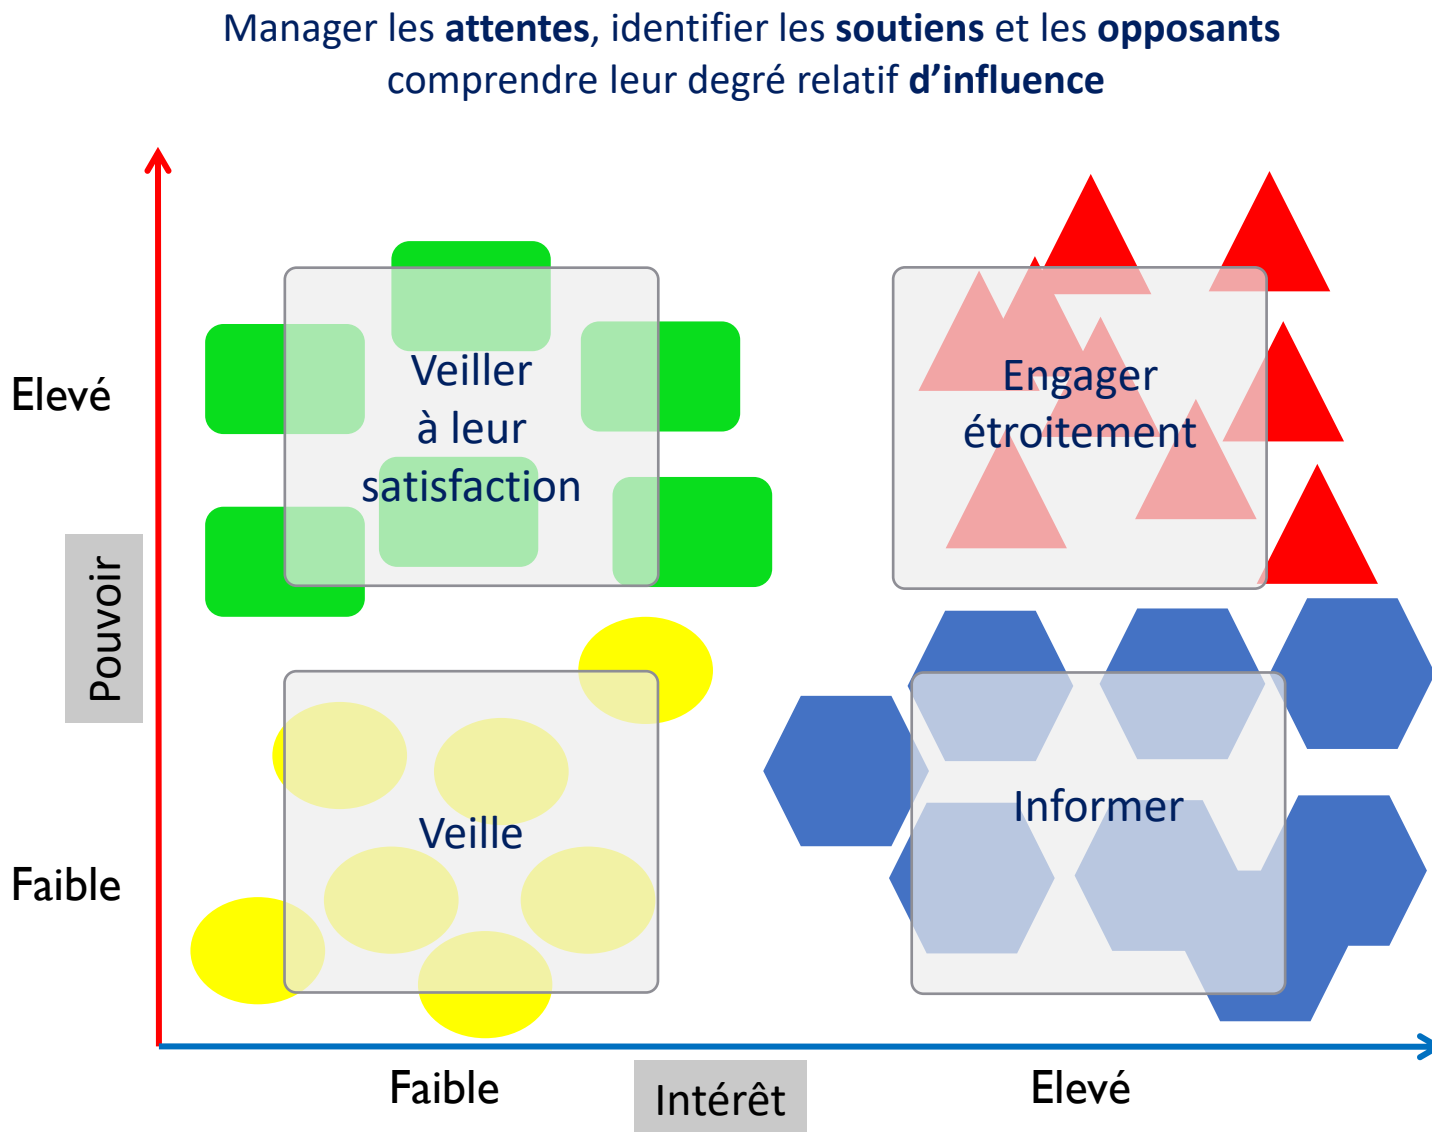 Manager les attentes, identifier les soutiens et les opposants
comprendre leur degré relatif d’influence
Elevé
Veiller
à leur
satisfaction
Engager
étroitement
Pouvoir
Faible
Veille
Informer
Faible
Intérêt
Elevé